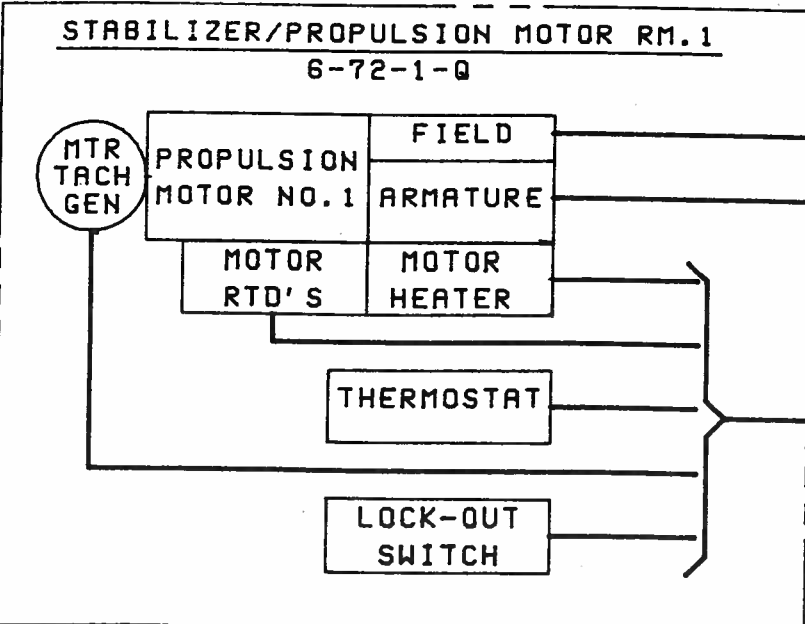 STABILIZER/PROPULSION MOTOR RM.1
6-72-1-Q
MTR
TACH
GEN
PROPULSION
MOTOR NO.1
FIELD
ARMATURE
MOTOR
RTD'S
MOTOR
HEATER
THERMOSTAT
LOCK-OUT
SWITCH